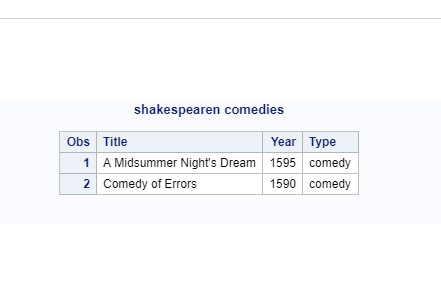 shakespearen comedies
Obs Title Year Type
1 A Midsummer Night's Dream 1595 comedy
2 Comedy of Errors 1590 comedy